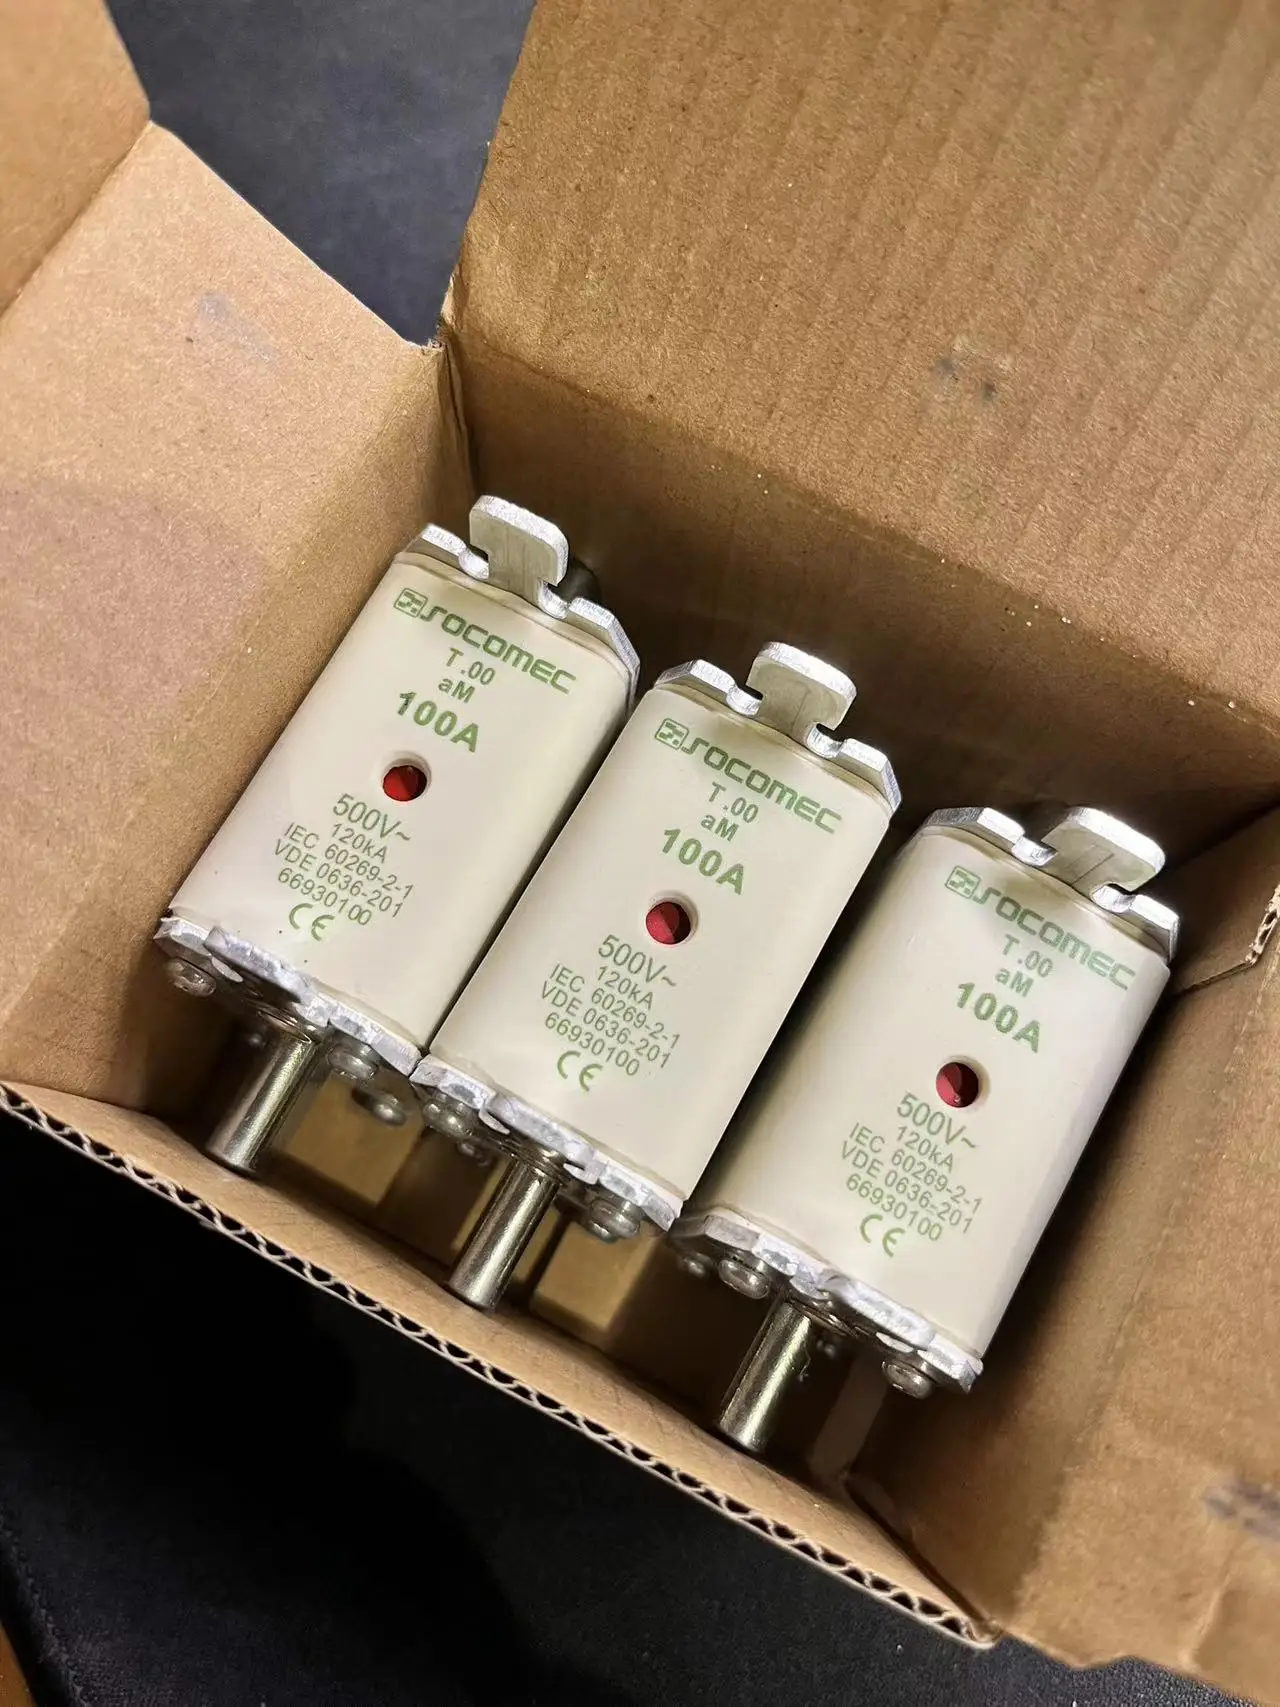 SOCOMEC
T.00
aM
100A
500V~
120kA
IEC 60269-2-1
VDE 0636-201
66930100
CE
SOCOMEC
T.00
aM
100A
500V~
120kA
IEC 60269-2-1
VDE 0636-201
66930100
CE
SOCOMEC
T.00
aM
100A
500V~
120kA
IEC 60269-2-1
VDE 0636-201
66930100
CE